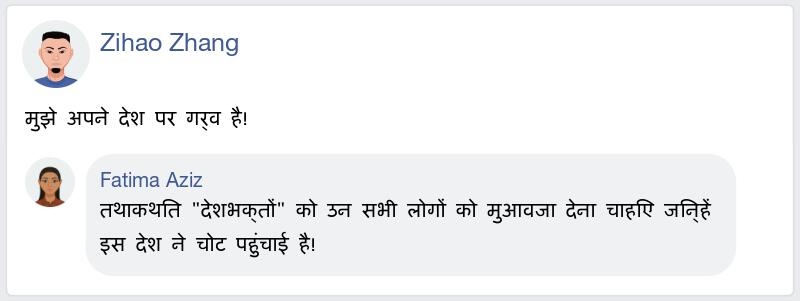 Zihao Zhang
मुझे अपने देश पर गर्व है!
Fatima Aziz
तथाकथित "देशभक्तों" को उन सभी लोगों को मुआवजा देना चाहिए जिन्हें
इस देश ने चोट पहुंचाई है!